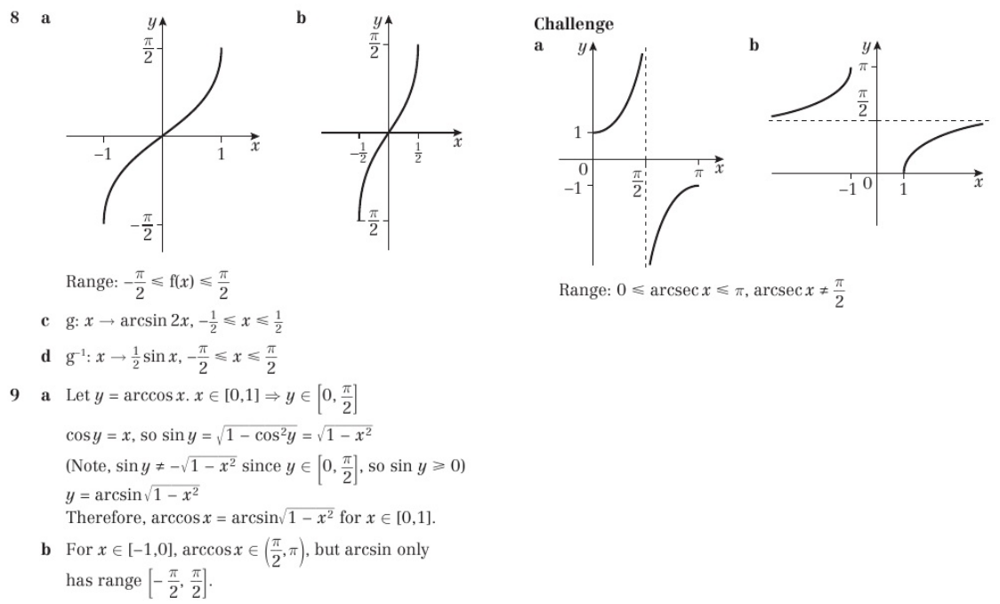 8 a
y
π/2
-1
1
x
-π/2
b
y
π/2
-1/2
1/2
x
-π/2
Range: -π/2 ⩽ f(x) ⩽ π/2
c g: x → arcsin 2x, -1/2 ⩽ x ⩽ 1/2
d g⁻¹: x → 1/2 sin x, -π/2 ⩽ x ⩽ π/2
9 a Let y = arccos x. x ∈ [0,1] ⇒ y ∈ [0, π/2]
cos y = x, so sin y = √(1 - cos²y) = √(1 - x²)
(Note, sin y ≠ -√(1 - x²) since y ∈ [0, π/2], so sin y ⩾ 0)
y = arcsin √(1 - x²)
Therefore, arccos x = arcsin √(1 - x²) for x ∈ [0,1].
b For x ∈ [-1,0], arccos x ∈ (π/2, π), but arcsin only
has range [-π/2, π/2].
Challenge
a
y
1
0
-1
π/2
π
x
b
y
π
π/2
-1
0
1
x
Range: 0 ⩽ arcsec x ⩽ π, arcsec x ≠ π/2